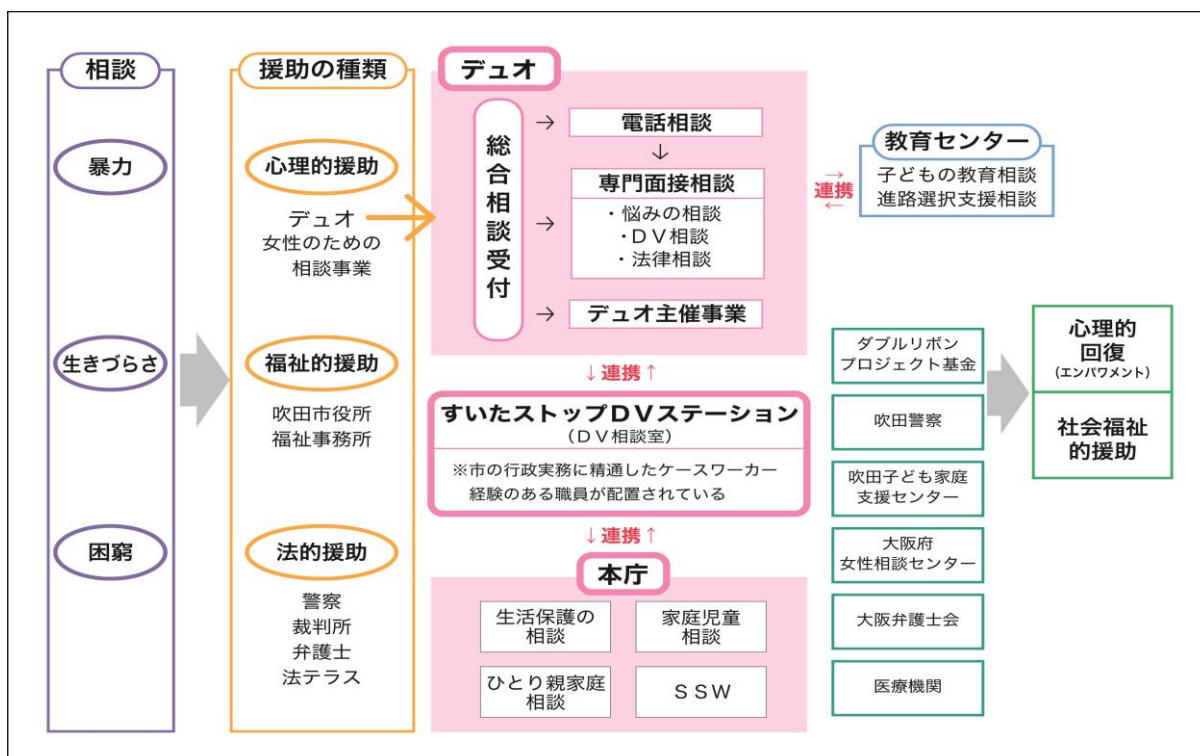 相談
暴力
生きづらさ
困窮
援助の種類
心理的援助
デュオ
女性のための
相談事業
福祉的援助
吹田市役所
福祉事務所
法的援助
警察
裁判所
弁護士
法テラス
デュオ
総合相談受付
→
電話相談
↓
→
専門面接相談
・悩みの相談
・DV相談
・法律相談
→
デュオ主催事業
→
連携
←
教育センター
子どもの教育相談
進路選択支援相談
↓連携↑
すいたストップDVステーション
（DV相談室）
※市の行政実務に精通したケースワーカー
経験のある職員が配置されている
↓連携↑
本庁
生活保護の
相談
家庭児童
相談
ひとり親家庭
相談
SSW
ダブルリボン
プロジェクト基金
吹田警察
吹田子ども家庭
支援センター
大阪府
女性相談センター
大阪弁護士会
医療機関
心理的
回復
（エンパワメント）
社会福祉
的援助